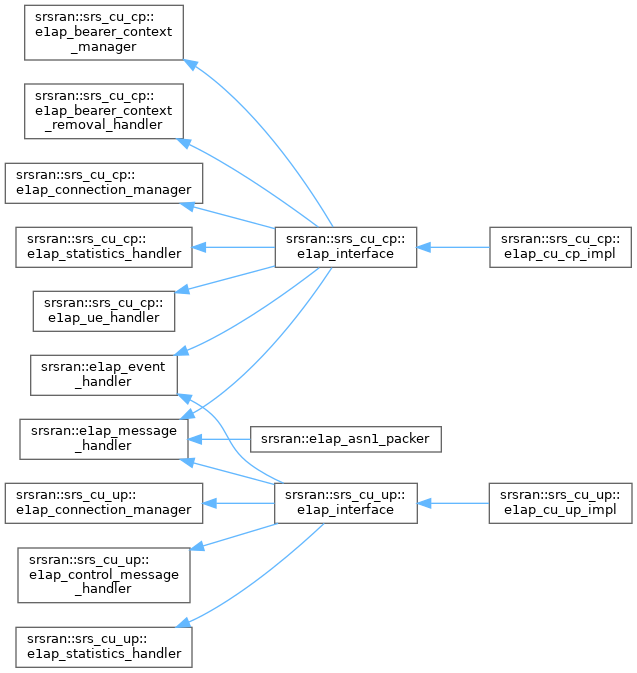 srsran::srs_cu_cp::
e1ap_bearer_context
_manager
srsran::srs_cu_cp::
e1ap_bearer_context
_removal_handler
srsran::srs_cu_cp::
e1ap_connection_manager
srsran::srs_cu_cp::
e1ap_statistics_handler
srsran::srs_cu_cp::
e1ap_ue_handler
srsran::e1ap_event
_handler
srsran::e1ap_message
_handler
srsran::srs_cu_up::
e1ap_connection_manager
srsran::srs_cu_up::
e1ap_control_message
_handler
srsran::srs_cu_up::
e1ap_statistics_handler
srsran::srs_cu_cp::
e1ap_interface
srsran::e1ap_asn1_packer
srsran::srs_cu_up::
e1ap_interface
srsran::srs_cu_cp::
e1ap_cu_cp_impl
srsran::srs_cu_up::
e1ap_cu_up_impl